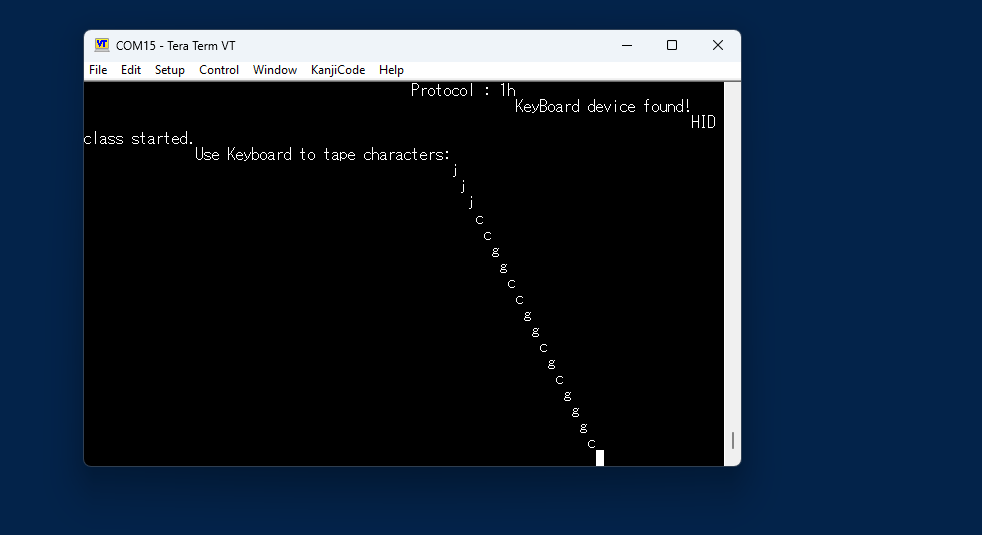 COM15 - Tera Term VT
File Edit Setup Control Window KanjiCode Help
Protocol : 1h
KeyBoard device found!
HID
class started.
Use Keyboard to tape characters:
j
j
j
c
c
g
g
c
c
g
g
c
g
c
g
g
g
c